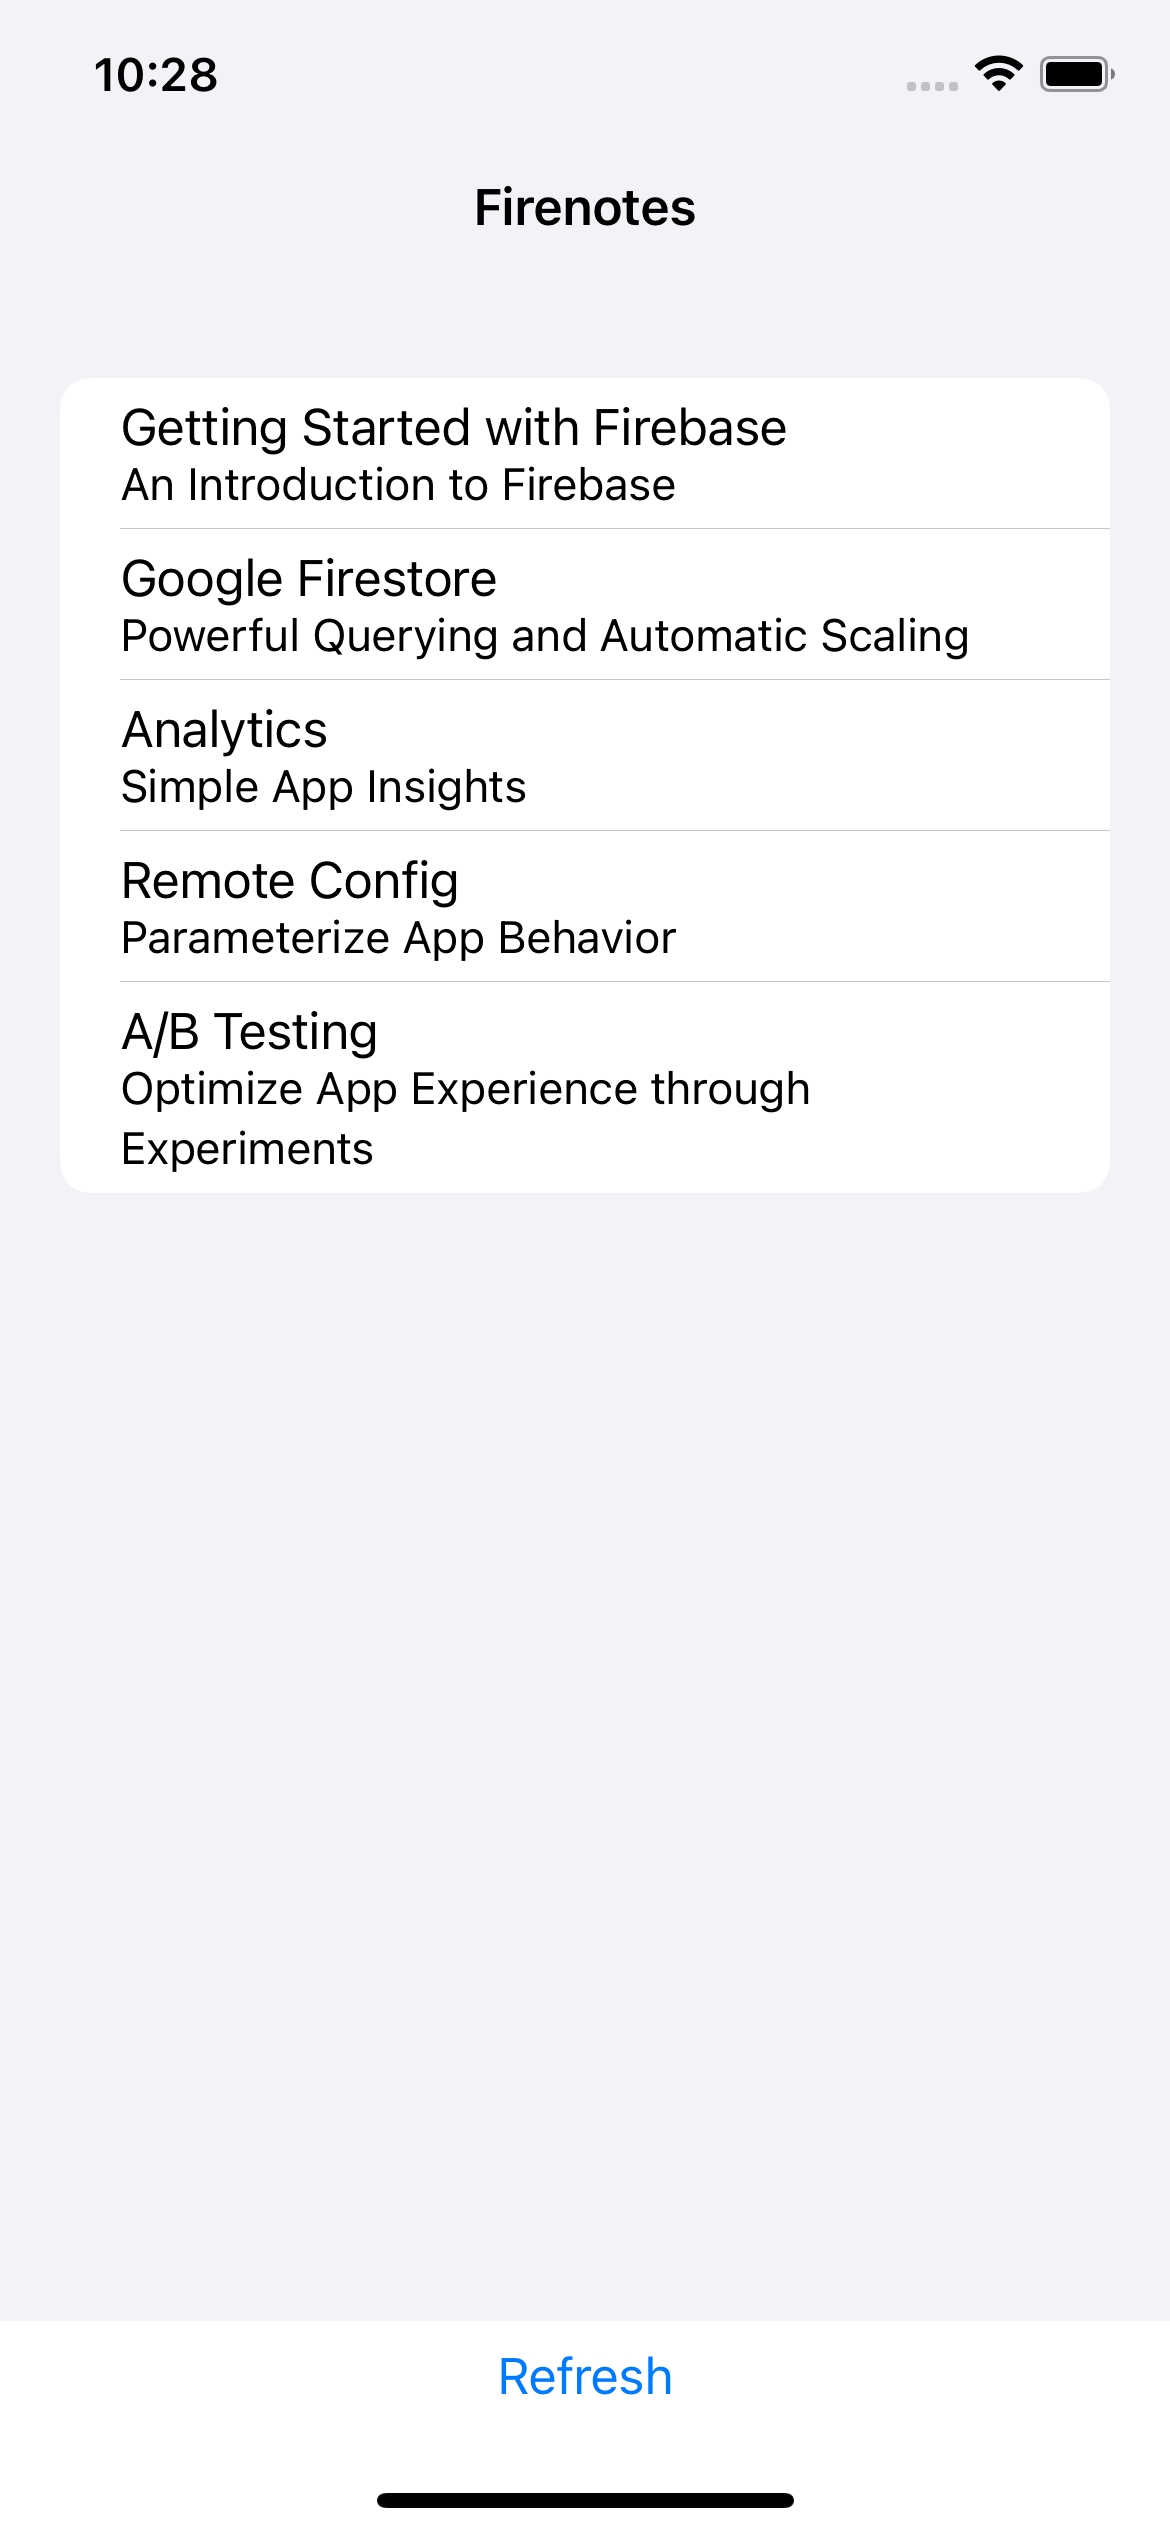 10:28
Firenotes
Getting Started with Firebase
An Introduction to Firebase
Google Firestore
Powerful Querying and Automatic Scaling
Analytics
Simple App Insights
Remote Config
Parameterize App Behavior
A/B Testing
Optimize App Experience through
Experiments
Refresh